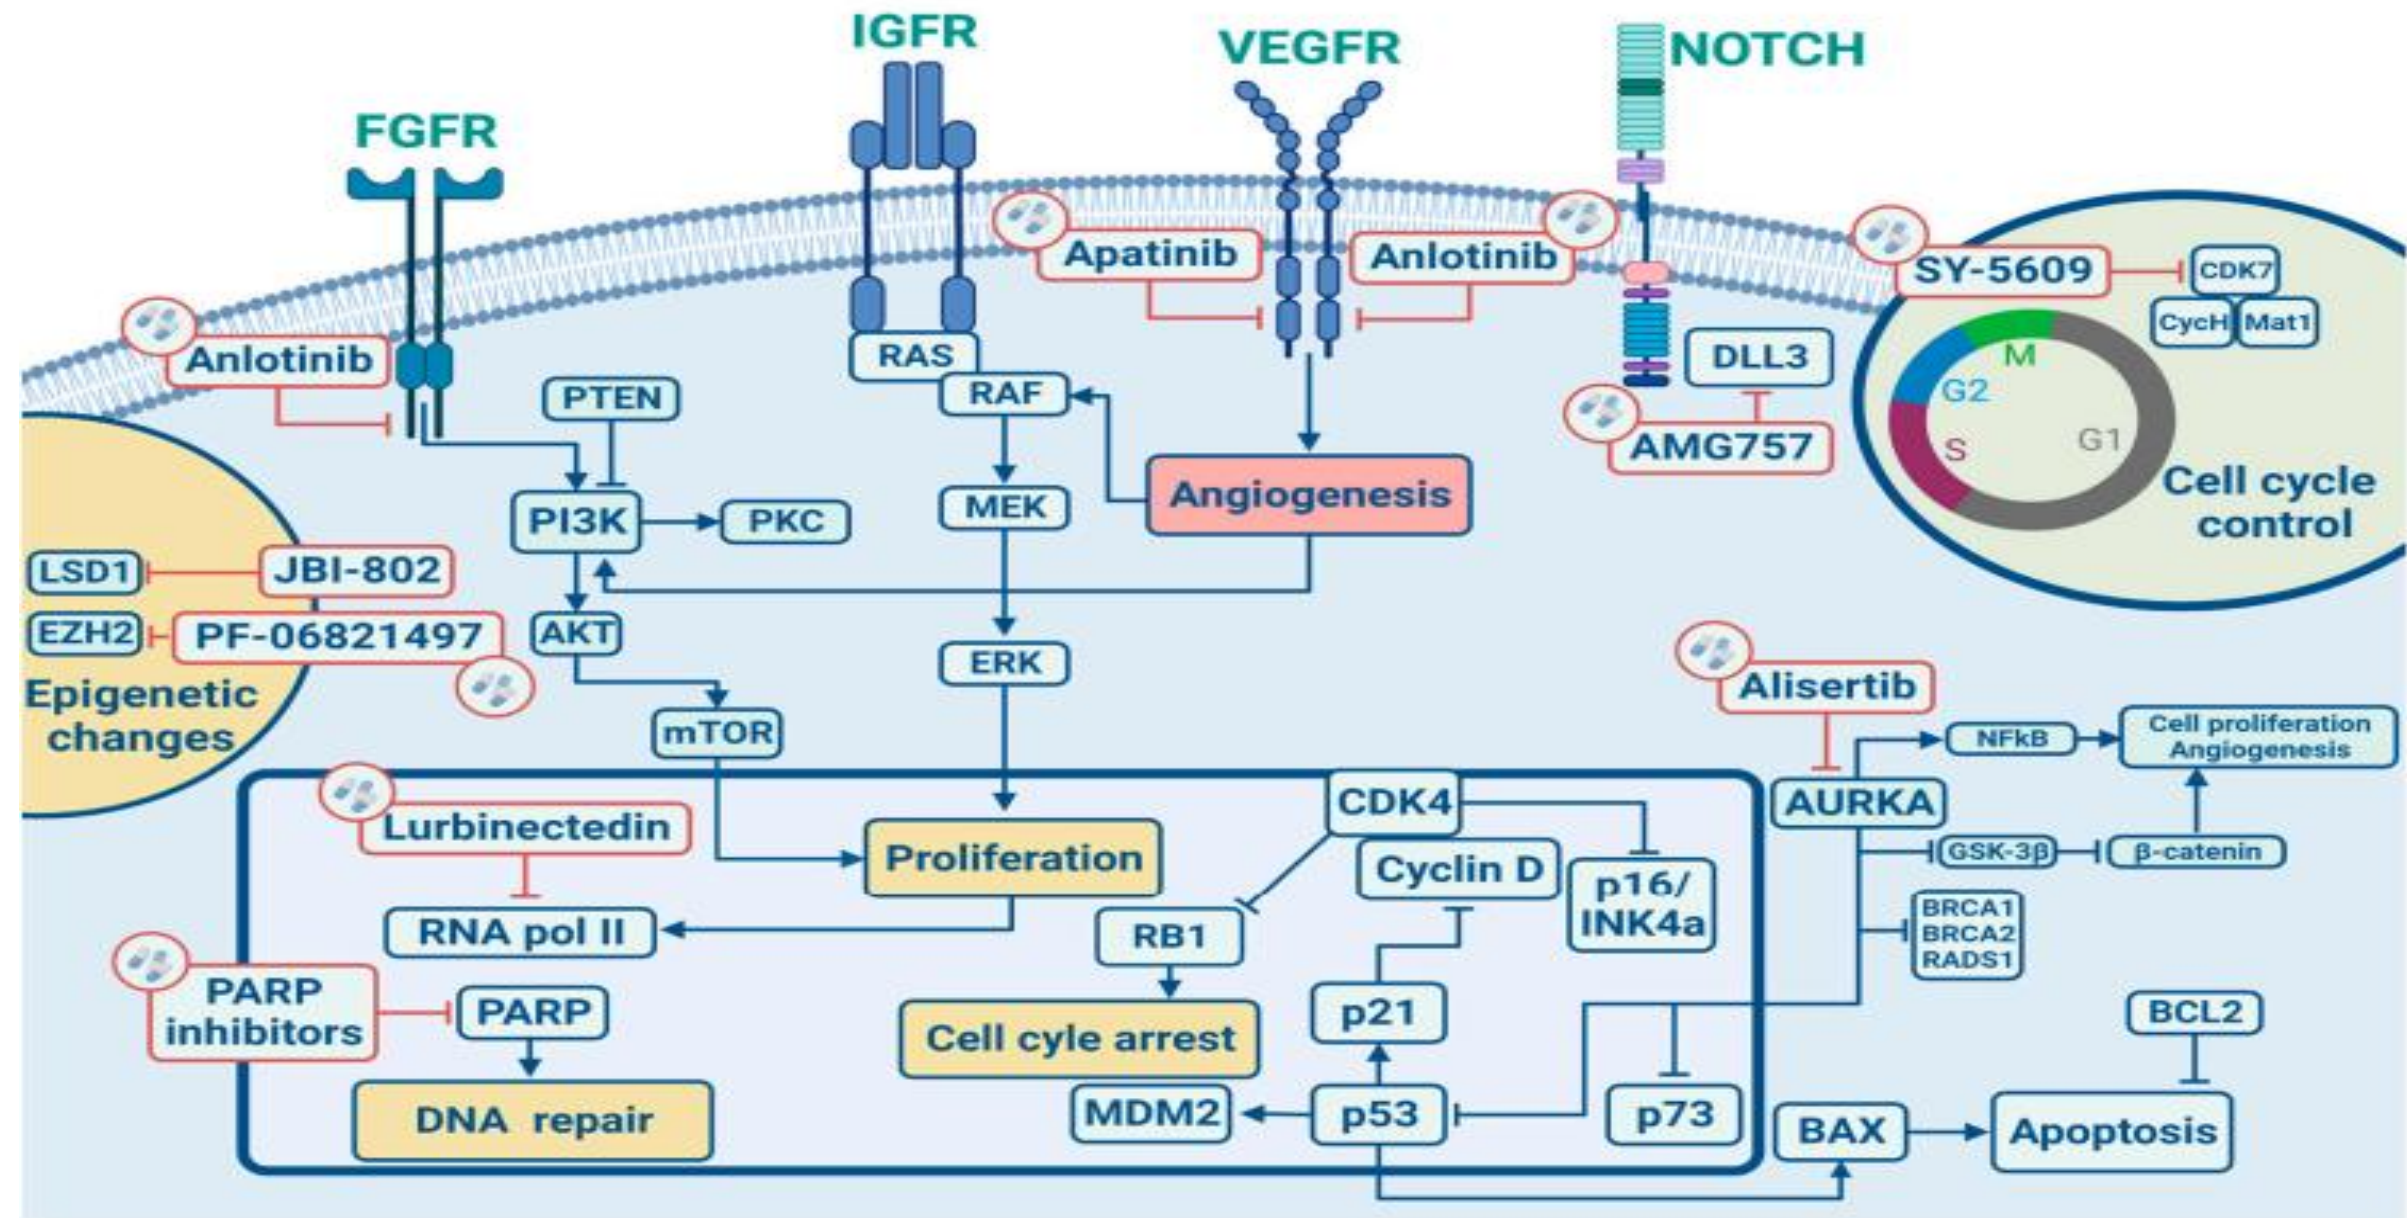 IGFR
VEGFR
NOTCH
FGFR
Apatinib
Anlotinib
SY-5609
CDK7
CycH
Mat1
Anlotinib
RAS
RAF
PTEN
DLL3
AMG757
M
G2
S
G1
Cell cycle
control
PI3K
PKC
MEK
Angiogenesis
LSD1
JBI-802
EZH2
PF-06821497
Epigenetic
changes
AKT
ERK
mTOR
Alisertib
NFkB
Cell proliferation
Angiogenesis
AURKA
GSK-3β
β-catenin
BRCA1
BRCA2
RADS1
Lurbinectedin
Proliferation
CDK4
Cyclin D
p16/
INK4a
RNA pol II
RB1
PARP
inhibitors
PARP
Cell cyle arrest
p21
DNA repair
MDM2
p53
p73
BCL2
BAX
Apoptosis